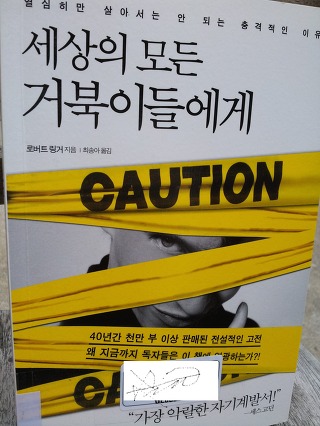 열심히만 살아서는 안 되는 충격적인 이유
세상의 모든
거북이들에게
로버트 링거 지음 | 최송아 옮김
CAUTION
40년간 천만 부 이상 판매된 전설적인 고전
왜 지금까지 독자들은 이 책에 열광하는가?!
“가장 악랄한 자기계발서!”